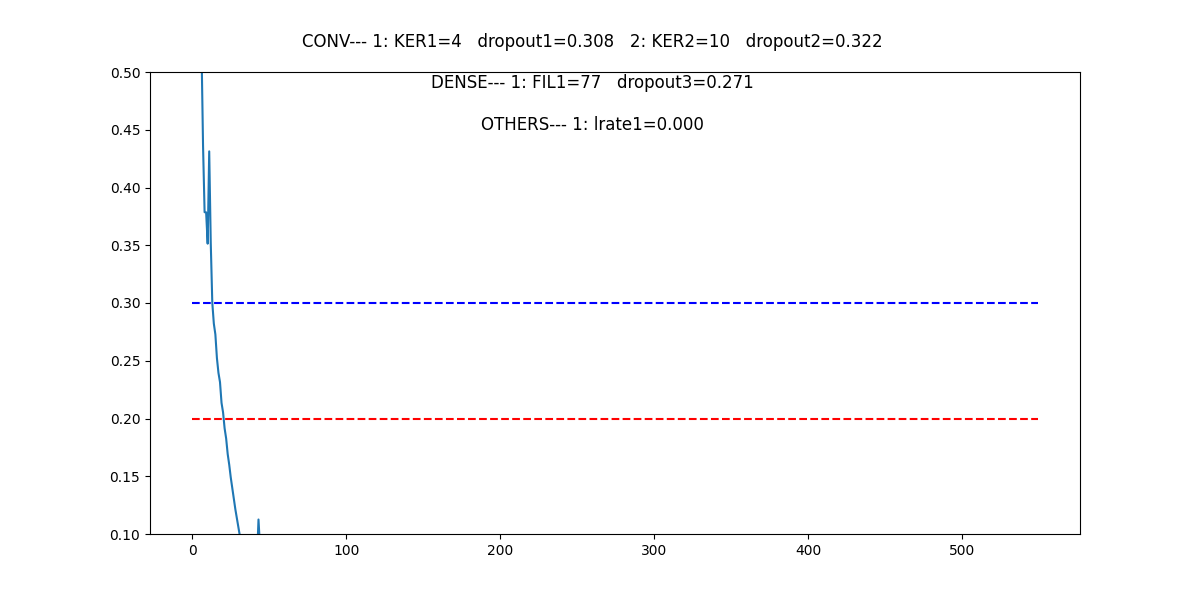 CONV--- 1: KER1=4   dropout1=0.308   2: KER2=10   dropout2=0.322
DENSE--- 1: FIL1=77   dropout3=0.271
OTHERS--- 1: lrate1=0.000
0.50
0.45
0.40
0.35
0.30
0.25
0.20
0.15
0.10
0 100 200 300 400 500